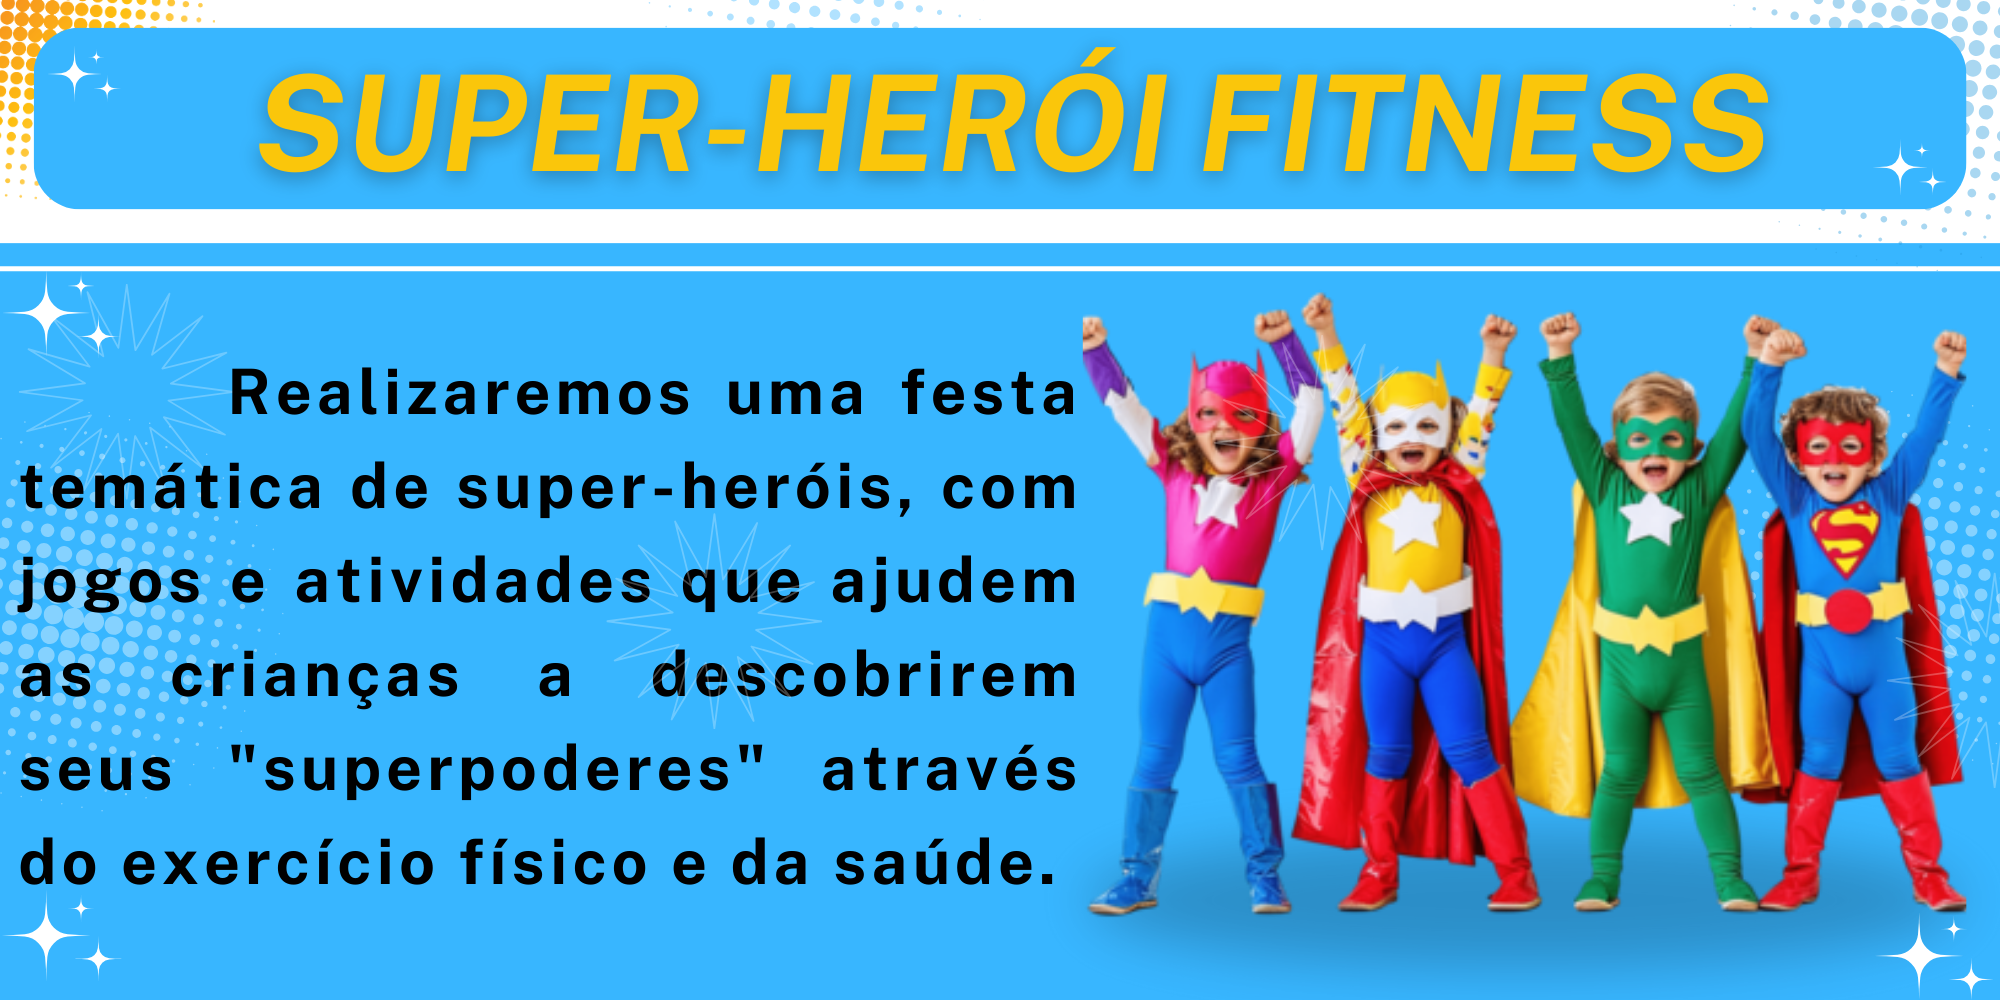 SUPER-HERÓI FITNESS
Realizaremos uma festa
temática de super-heróis, com
jogos e atividades que ajudem
as crianças a descobrirem
seus "superpoderes" através
do exercício físico e da saúde.